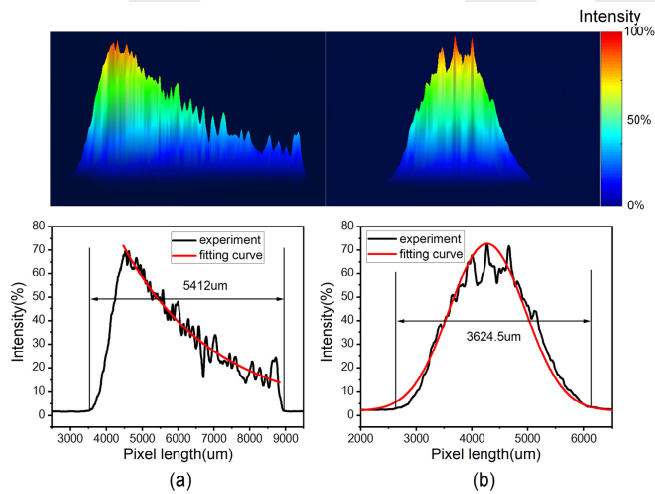 Intensity
100%
50%
0%
80
70
60
50
40
30
20
10
0
Intensity(%)
experiment
fitting curve
5412um
3000 4000 5000 6000 7000 8000 9000
Pixel length(um)
(a)
80
70
60
50
40
30
20
10
0
Intensity(%)
experiment
fitting curve
3624.5um
2000 3000 4000 5000 6000
Pixel length(um)
(b)